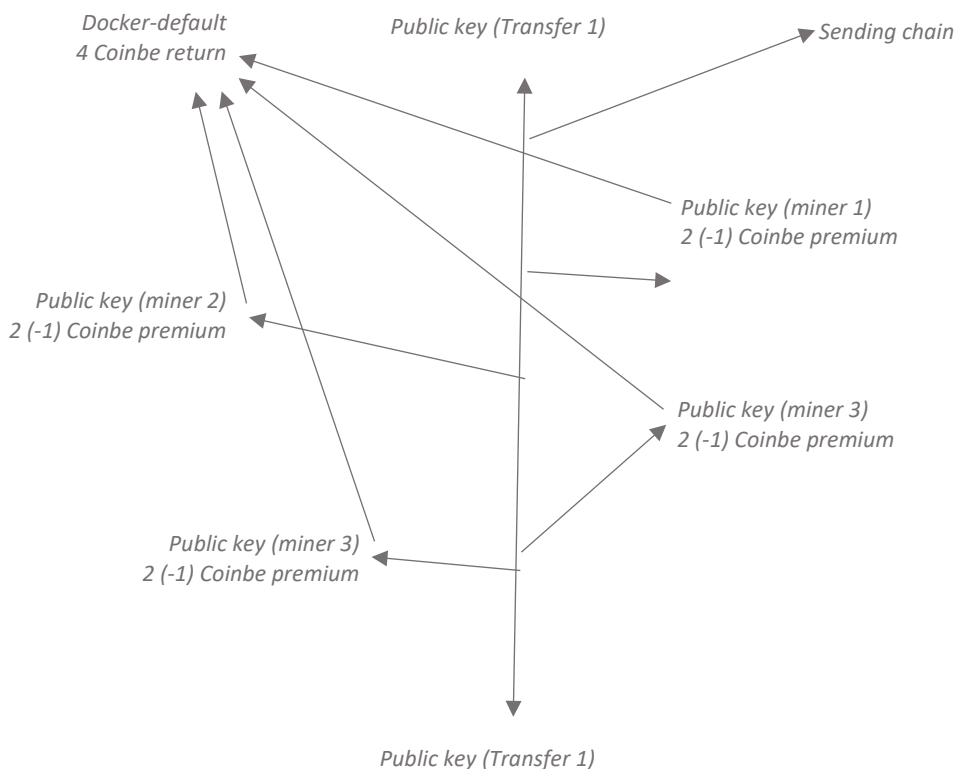 Docker-default
4 Coinbe return
Public key (Transfer 1)
Sending chain
Public key (miner 1)
2 (-1) Coinbe premium
Public key (miner 2)
2 (-1) Coinbe premium
Public key (miner 3)
2 (-1) Coinbe premium
Public key (miner 3)
2 (-1) Coinbe premium
Public key (Transfer 1)